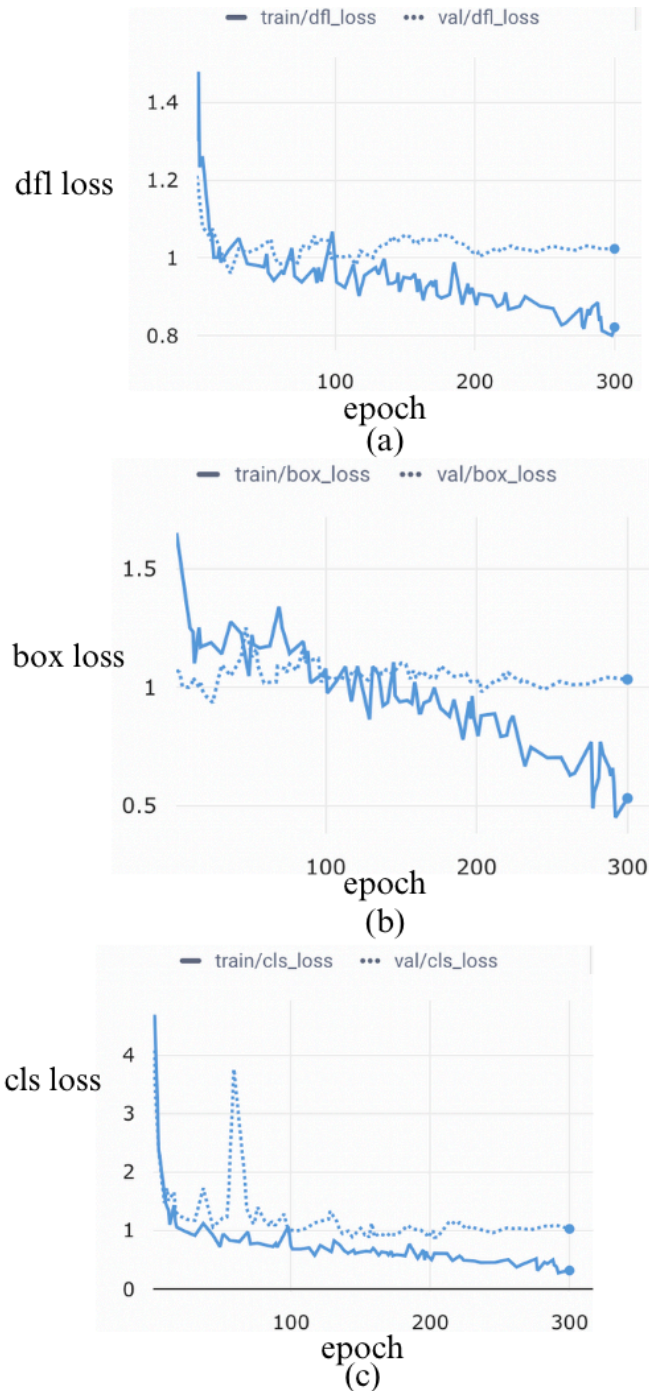 train/dfl_loss val/dfl_loss
1.4
1.2
dfl loss
1
0.8
100 200 300
epoch
(a)
train/box_loss val/box_loss
1.5
box loss
1
0.5
100 200 300
epoch
(b)
train/cls_loss val/cls_loss
4
cls loss
3
2
1
0
100 200 300
epoch
(c)